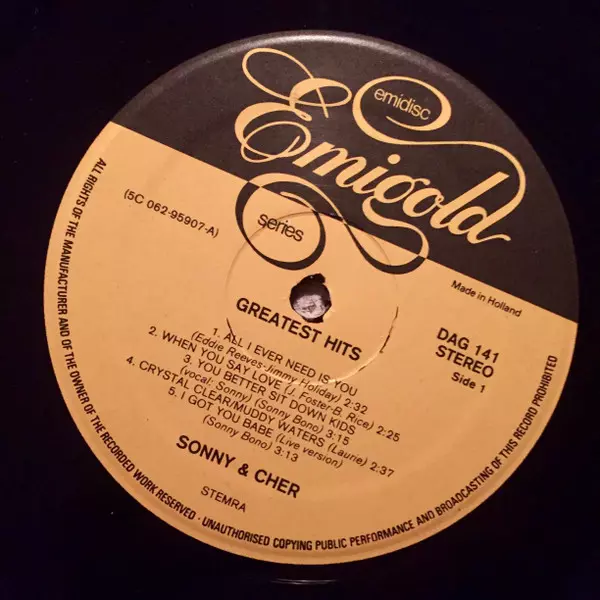 emidisc
Emigold
series
(5C 062-95907-A)
Made in Holland
GREATEST HITS
DAG 141
STEREO
Side 1
1. ALL I EVER NEED IS YOU
(Eddie Reeves-Jimmy Holiday) 2:32
2. WHEN YOU SAY LOVE (J. Foster-B. Rice) 2:25
3. YOU BETTER SIT DOWN KIDS
(vocal: Sonny) (Sonny Bono) 3:15
4. CRYSTAL CLEAR/MUDDY WATERS (Laurie) 2:37
5. I GOT YOU BABE (Live version)
(Sonny Bono) 3:13
SONNY & CHER
STEMRA
ALL RIGHTS OF THE MANUFACTURER AND OF THE OWNER OF THE RECORDED WORK RESERVED · UNAUTHORISED COPYING PUBLIC PERFORMANCE AND BROADCASTING OF THIS RECORD PROHIBITED